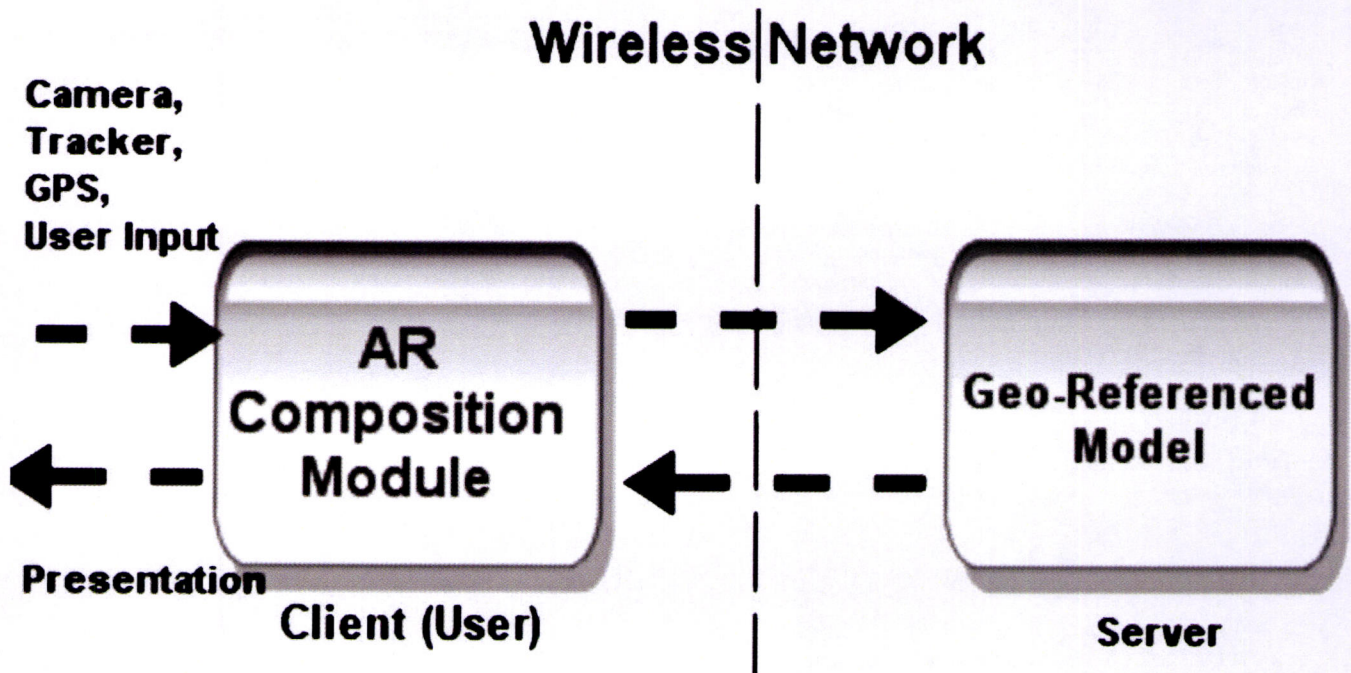 Wireless Network
Camera,
Tracker,
GPS,
User Input
AR
Composition
Module
Geo-Referenced
Model
Presentation
Client (User)
Server